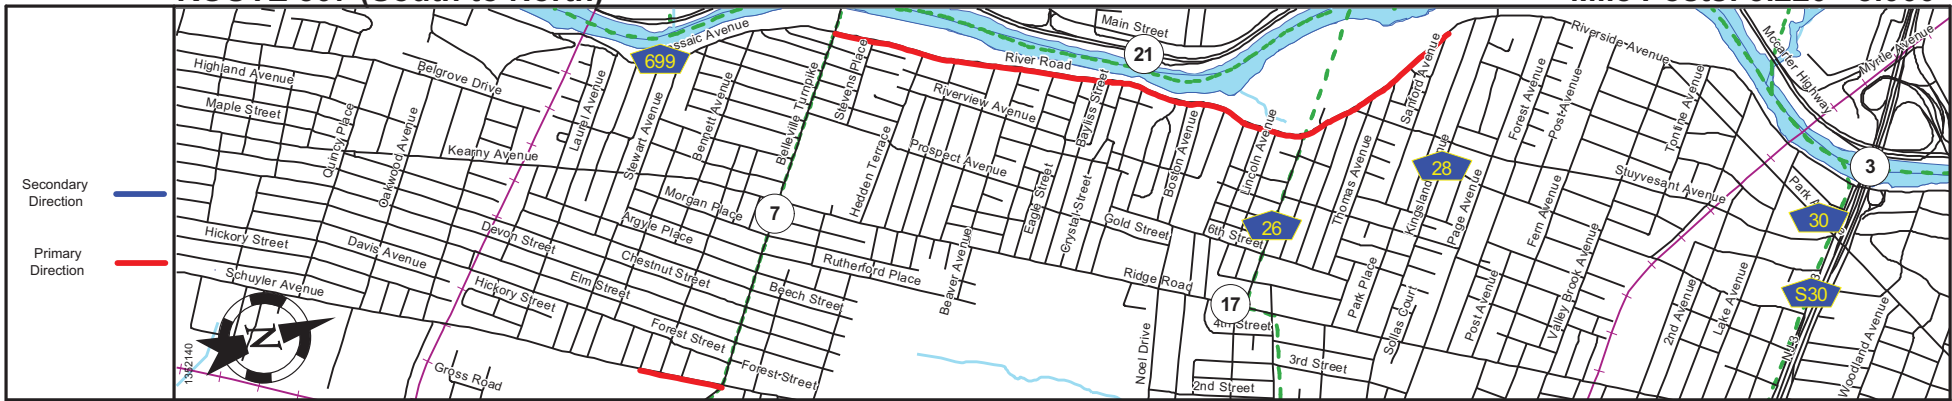 Secondary
Direction
Primary
Direction
Main Street
21
Riverside Avenue
McCarter Highway
Myrtle Avenue
699
Highland Avenue
Belgrove Drive
River Road
Maple Street
Quincy Place
Oakwood Avenue
Laurel Avenue
Stewart Avenue
Bennett Avenue
Belleville Turnpike
Stevens Place
Riverview Avenue
Bayliss Street
Sanford Avenue
Forest Avenue
Post Avenue
Tontine Avenue
Kearny Avenue
Hedden Terrace
Prospect Avenue
Boston Avenue
Lincoln Avenue
Thomas Avenue
28
3
Morgan Place
7
Eagle Street
Crystal Street
Gold Street
6th Street
26
Page Avenue
Stuyvesant Avenue
Fern Avenue
30
Hickory Street
Davis Avenue
Devon Street
Argyle Place
Chestnut Street
Rutherford Place
Beaver Avenue
Ridge Road
17
Park Place
Sollas Court
Post Avenue
Valley Brook Avenue
2nd Avenue
Lake Avenue
S30
Schuyler Avenue
Hickory Street
Elm Street
Beech Street
4th Street
N
Forest Street
Forest Street
Noel Drive
3rd Street
2nd Street
Woodland Avenue
Gross Road
1352140